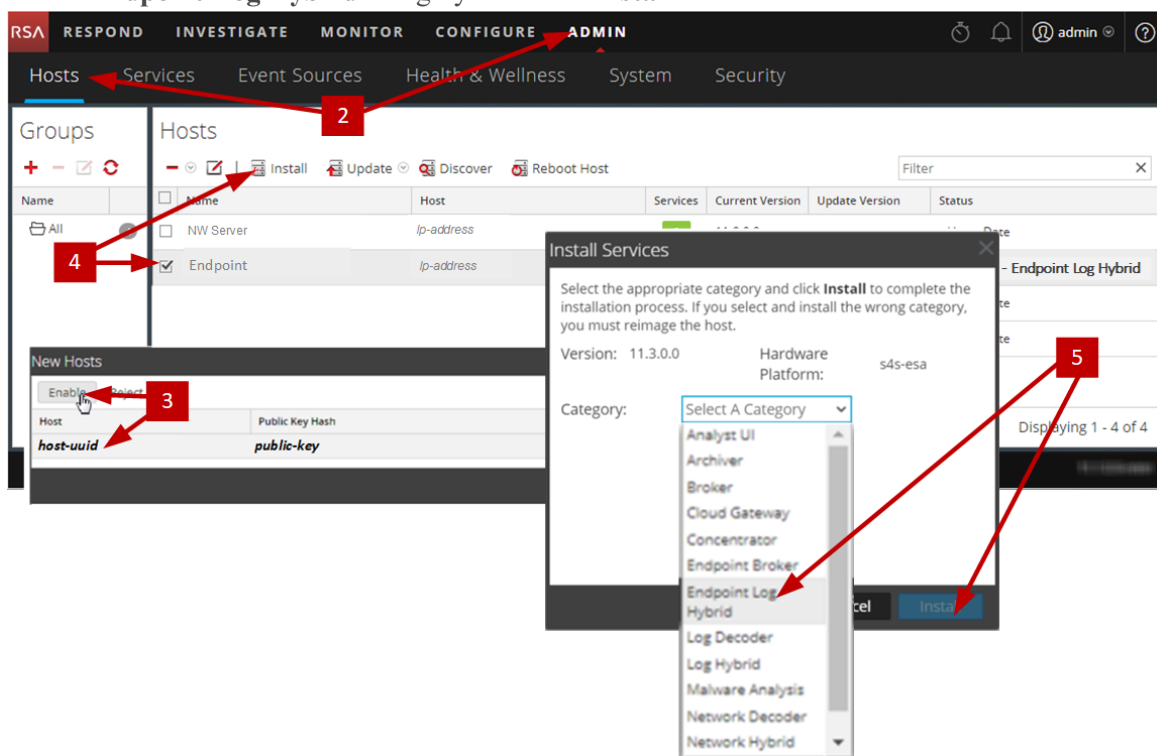 RSA RESPOND INVESTIGATE MONITOR CONFIGURE ADMIN admin ?
Hosts Services Event Sources Health & Wellness System Security
2
Groups
Hosts
Install Update Discover Reboot Host Filter
Name
Name Host Services Current Version Update Version Status
All
NW Server Ip-address Date
4
Endpoint Ip-address - Endpoint Log Hybrid
Install Services
Select the appropriate category and click Install to complete the
installation process. If you select and install the wrong category,
you must reimage the host.
Version: 11.3.0.0 Hardware Platform: s4s-esa
5
New Hosts
Enable Reject
3
Host Public Key Hash
host-uuid public-key
Category: Select A Category
Displaying 1 - 4 of 4
Analyst UI
Archiver
Broker
Cloud Gateway
Concentrator
Endpoint Broker
Endpoint Log
Hybrid
Log Decoder
Log Hybrid
Malware Analysis
Network Decoder
Network Hybrid